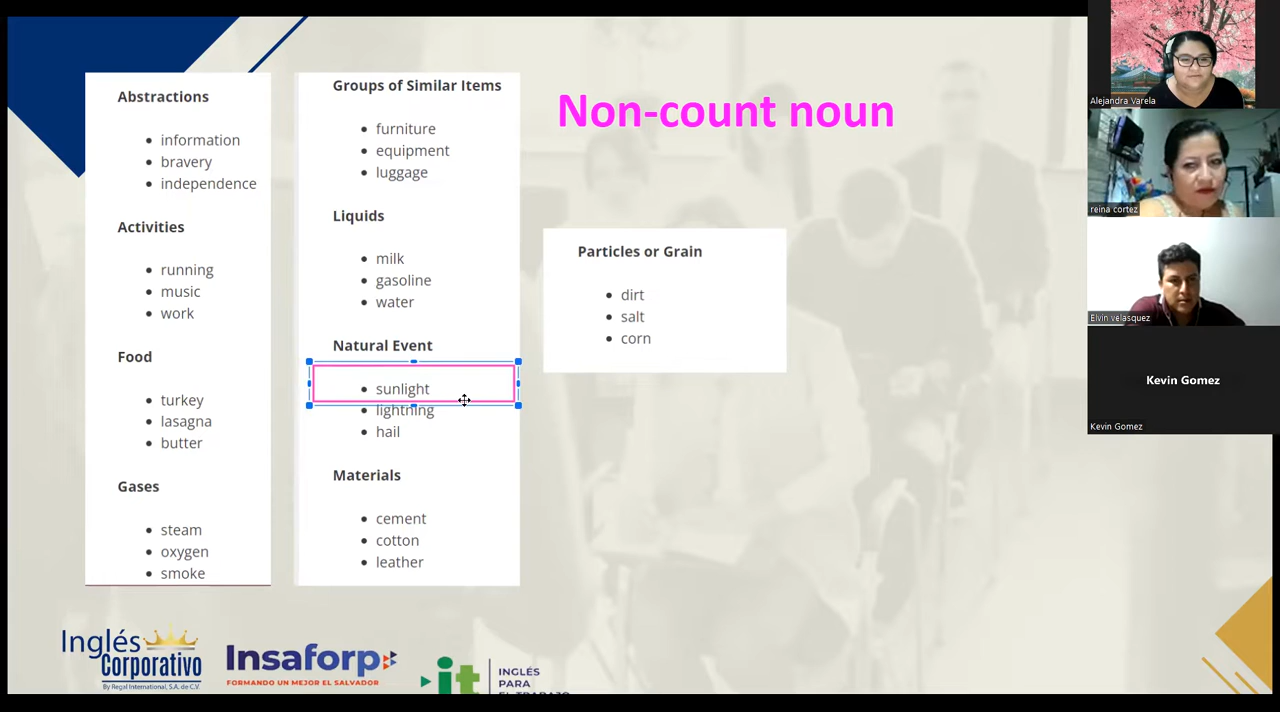 Abstractions
information
bravery
independence
Activities
running
music
work
Food
turkey
lasagna
butter
Gases
steam
oxygen
smoke
Groups of Similar Items
furniture
equipment
luggage
Liquids
milk
gasoline
water
Natural Event
sunlight
lightning
hail
Materials
cement
cotton
leather
Non-count noun
Particles or Grain
dirt
salt
corn
Alejandra Varela
reina cortez
Elvin velasquez
Kevin Gomez
Kevin Gomez
Inglés
Corporativo
By Regal International, S.A. de C.V.
Insaforp
FORMANDO UN MEJOR EL SALVADOR
it
INGLÉS
PARA
EL TRABAJO